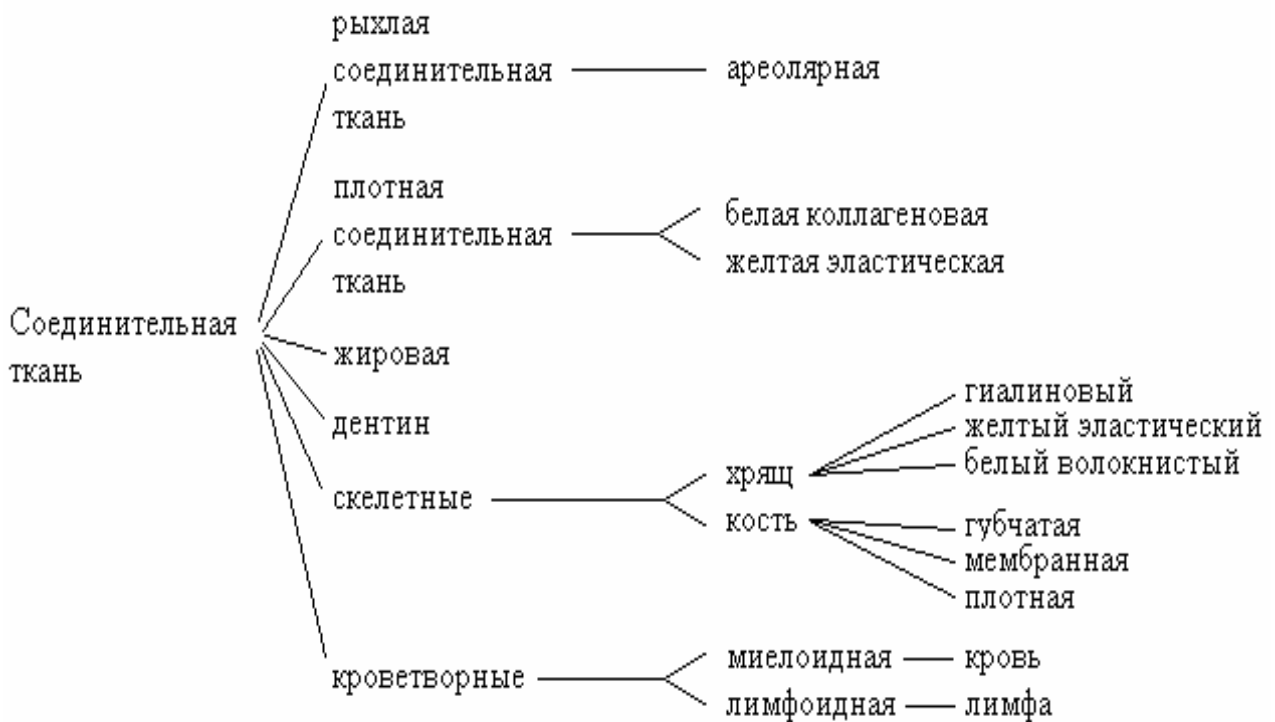 рыхлая
соединительная
ткань
ареолярная
плотная
соединительная
ткань
белая коллагеновая
желтая эластическая
Соединительная
ткань
жировая
дентин
скелетные
хрящ
кость
гиалиновый
желтый эластический
белый волокнистый
губчатая
мембранная
плотная
кроветворные
миелоидная
кровь
лимфоидная
лимфа